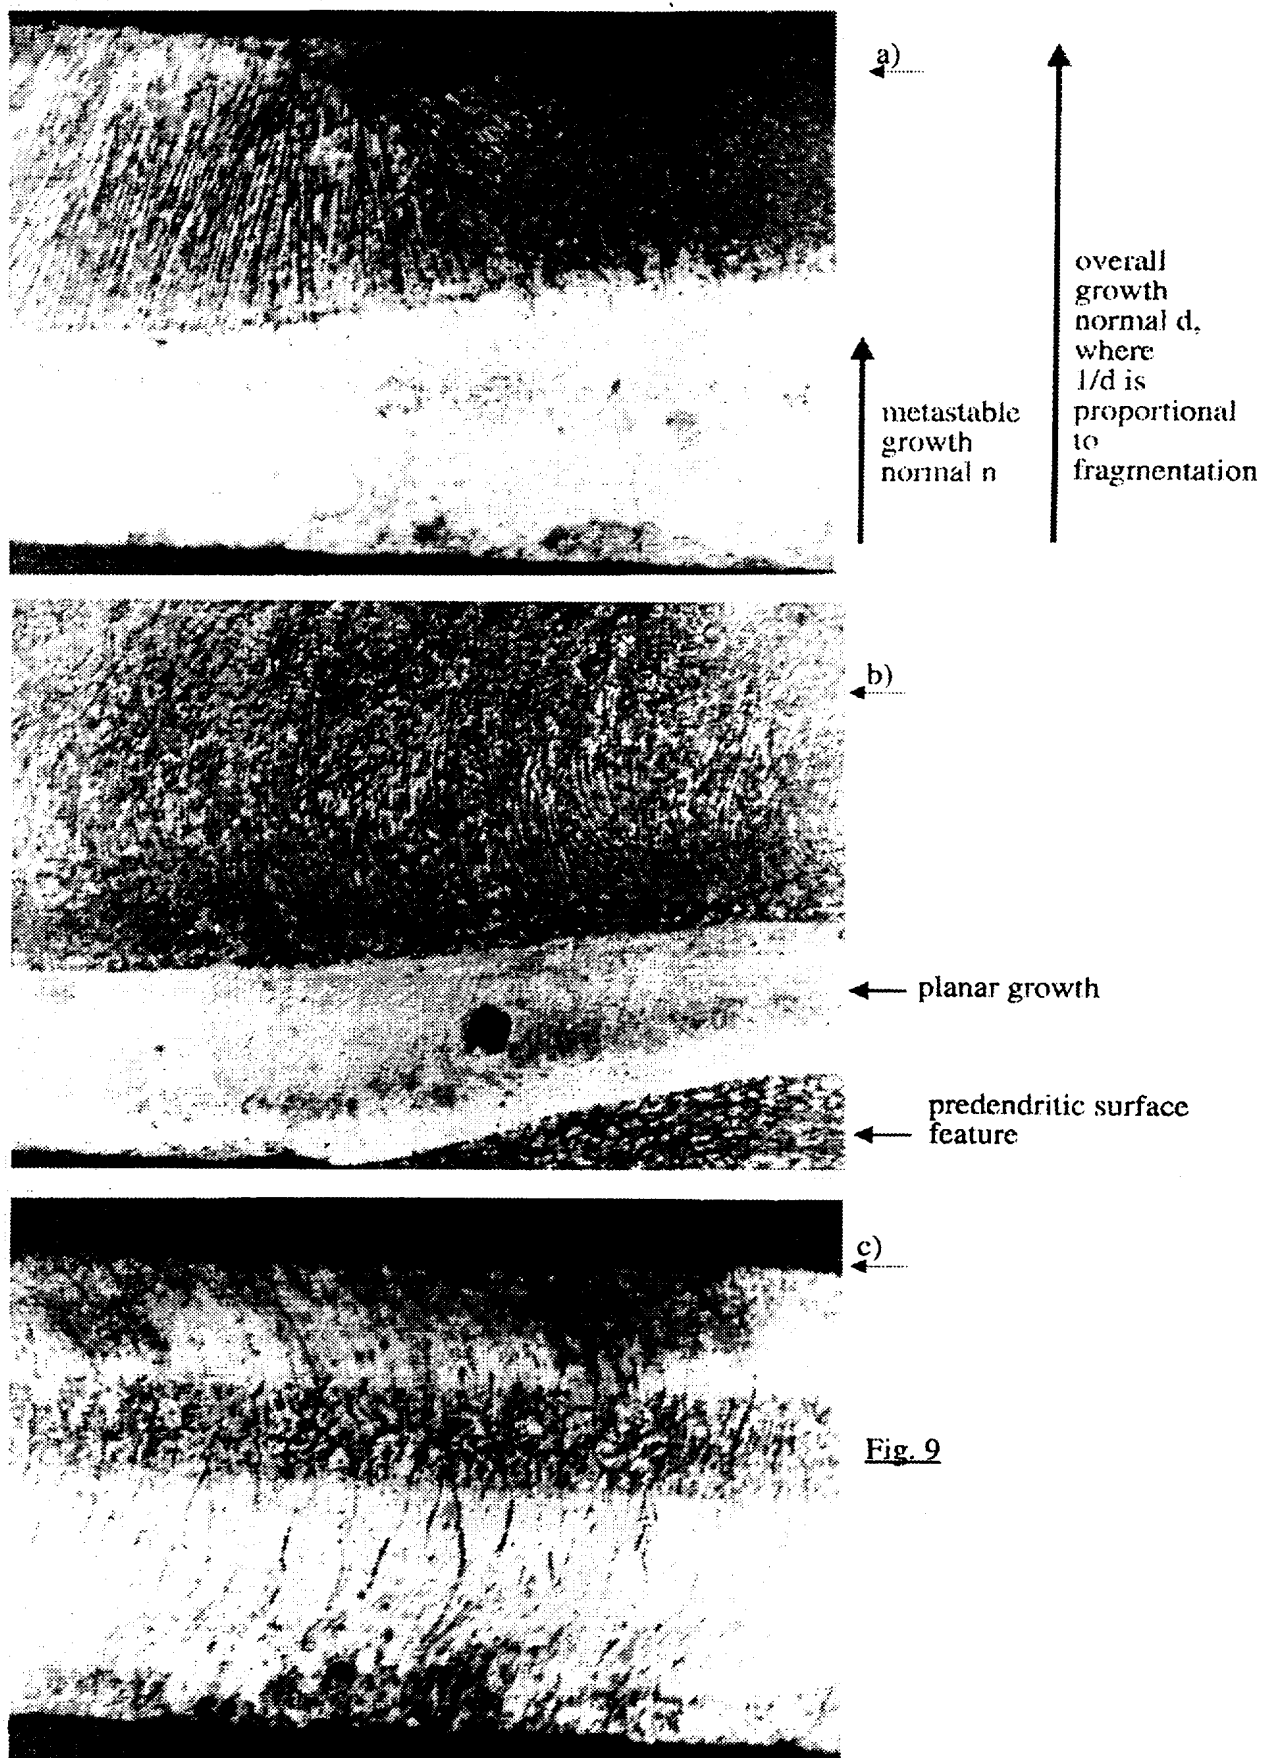 a)
overall
growth
normal d,
where
1/d is
proportional
to
fragmentation
metastable
growth
normal n
b)
planar growth
predendritic surface
feature
c)
Fig. 9